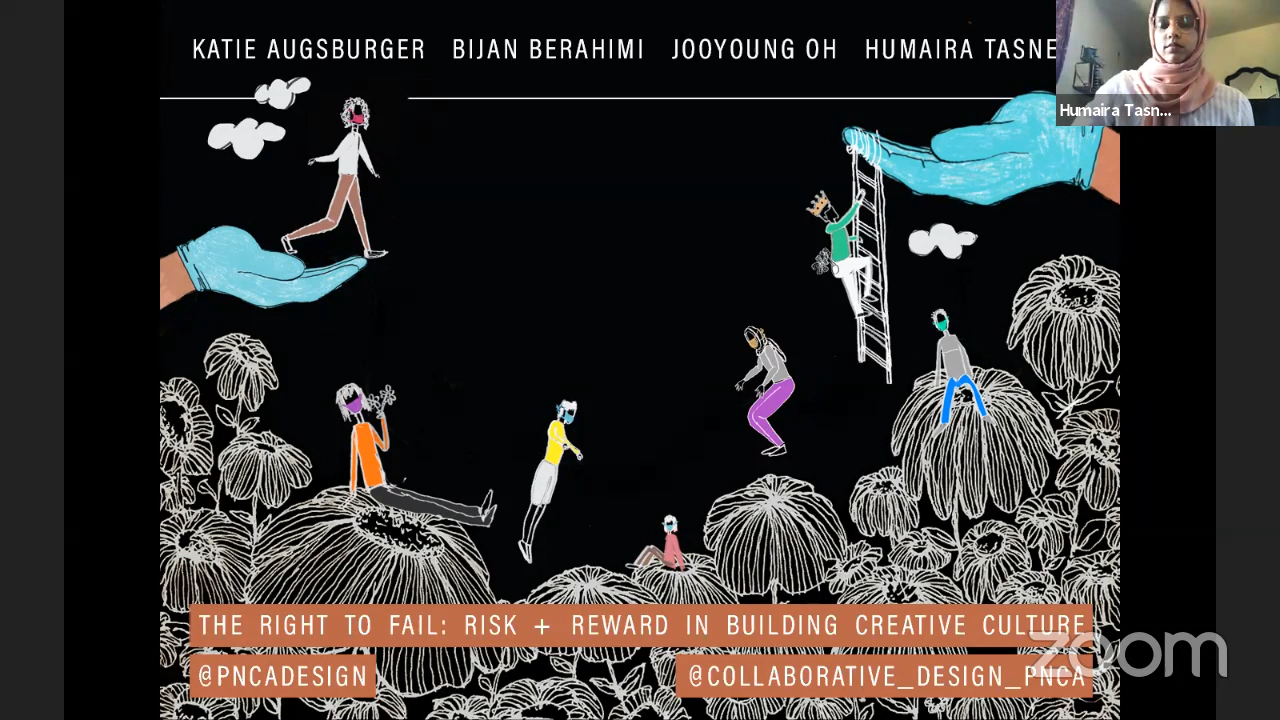 KATIE AUGSBURGER BIJAN BERAHIMI JOOYOUNG OH HUMAIRA TASNE
Humaira Tasn...
THE RIGHT TO FAIL: RISK + REWARD IN BUILDING CREATIVE CULTURE
@PNCADESIGN @COLLABORATIVE_DESIGN_PNCA
zoom